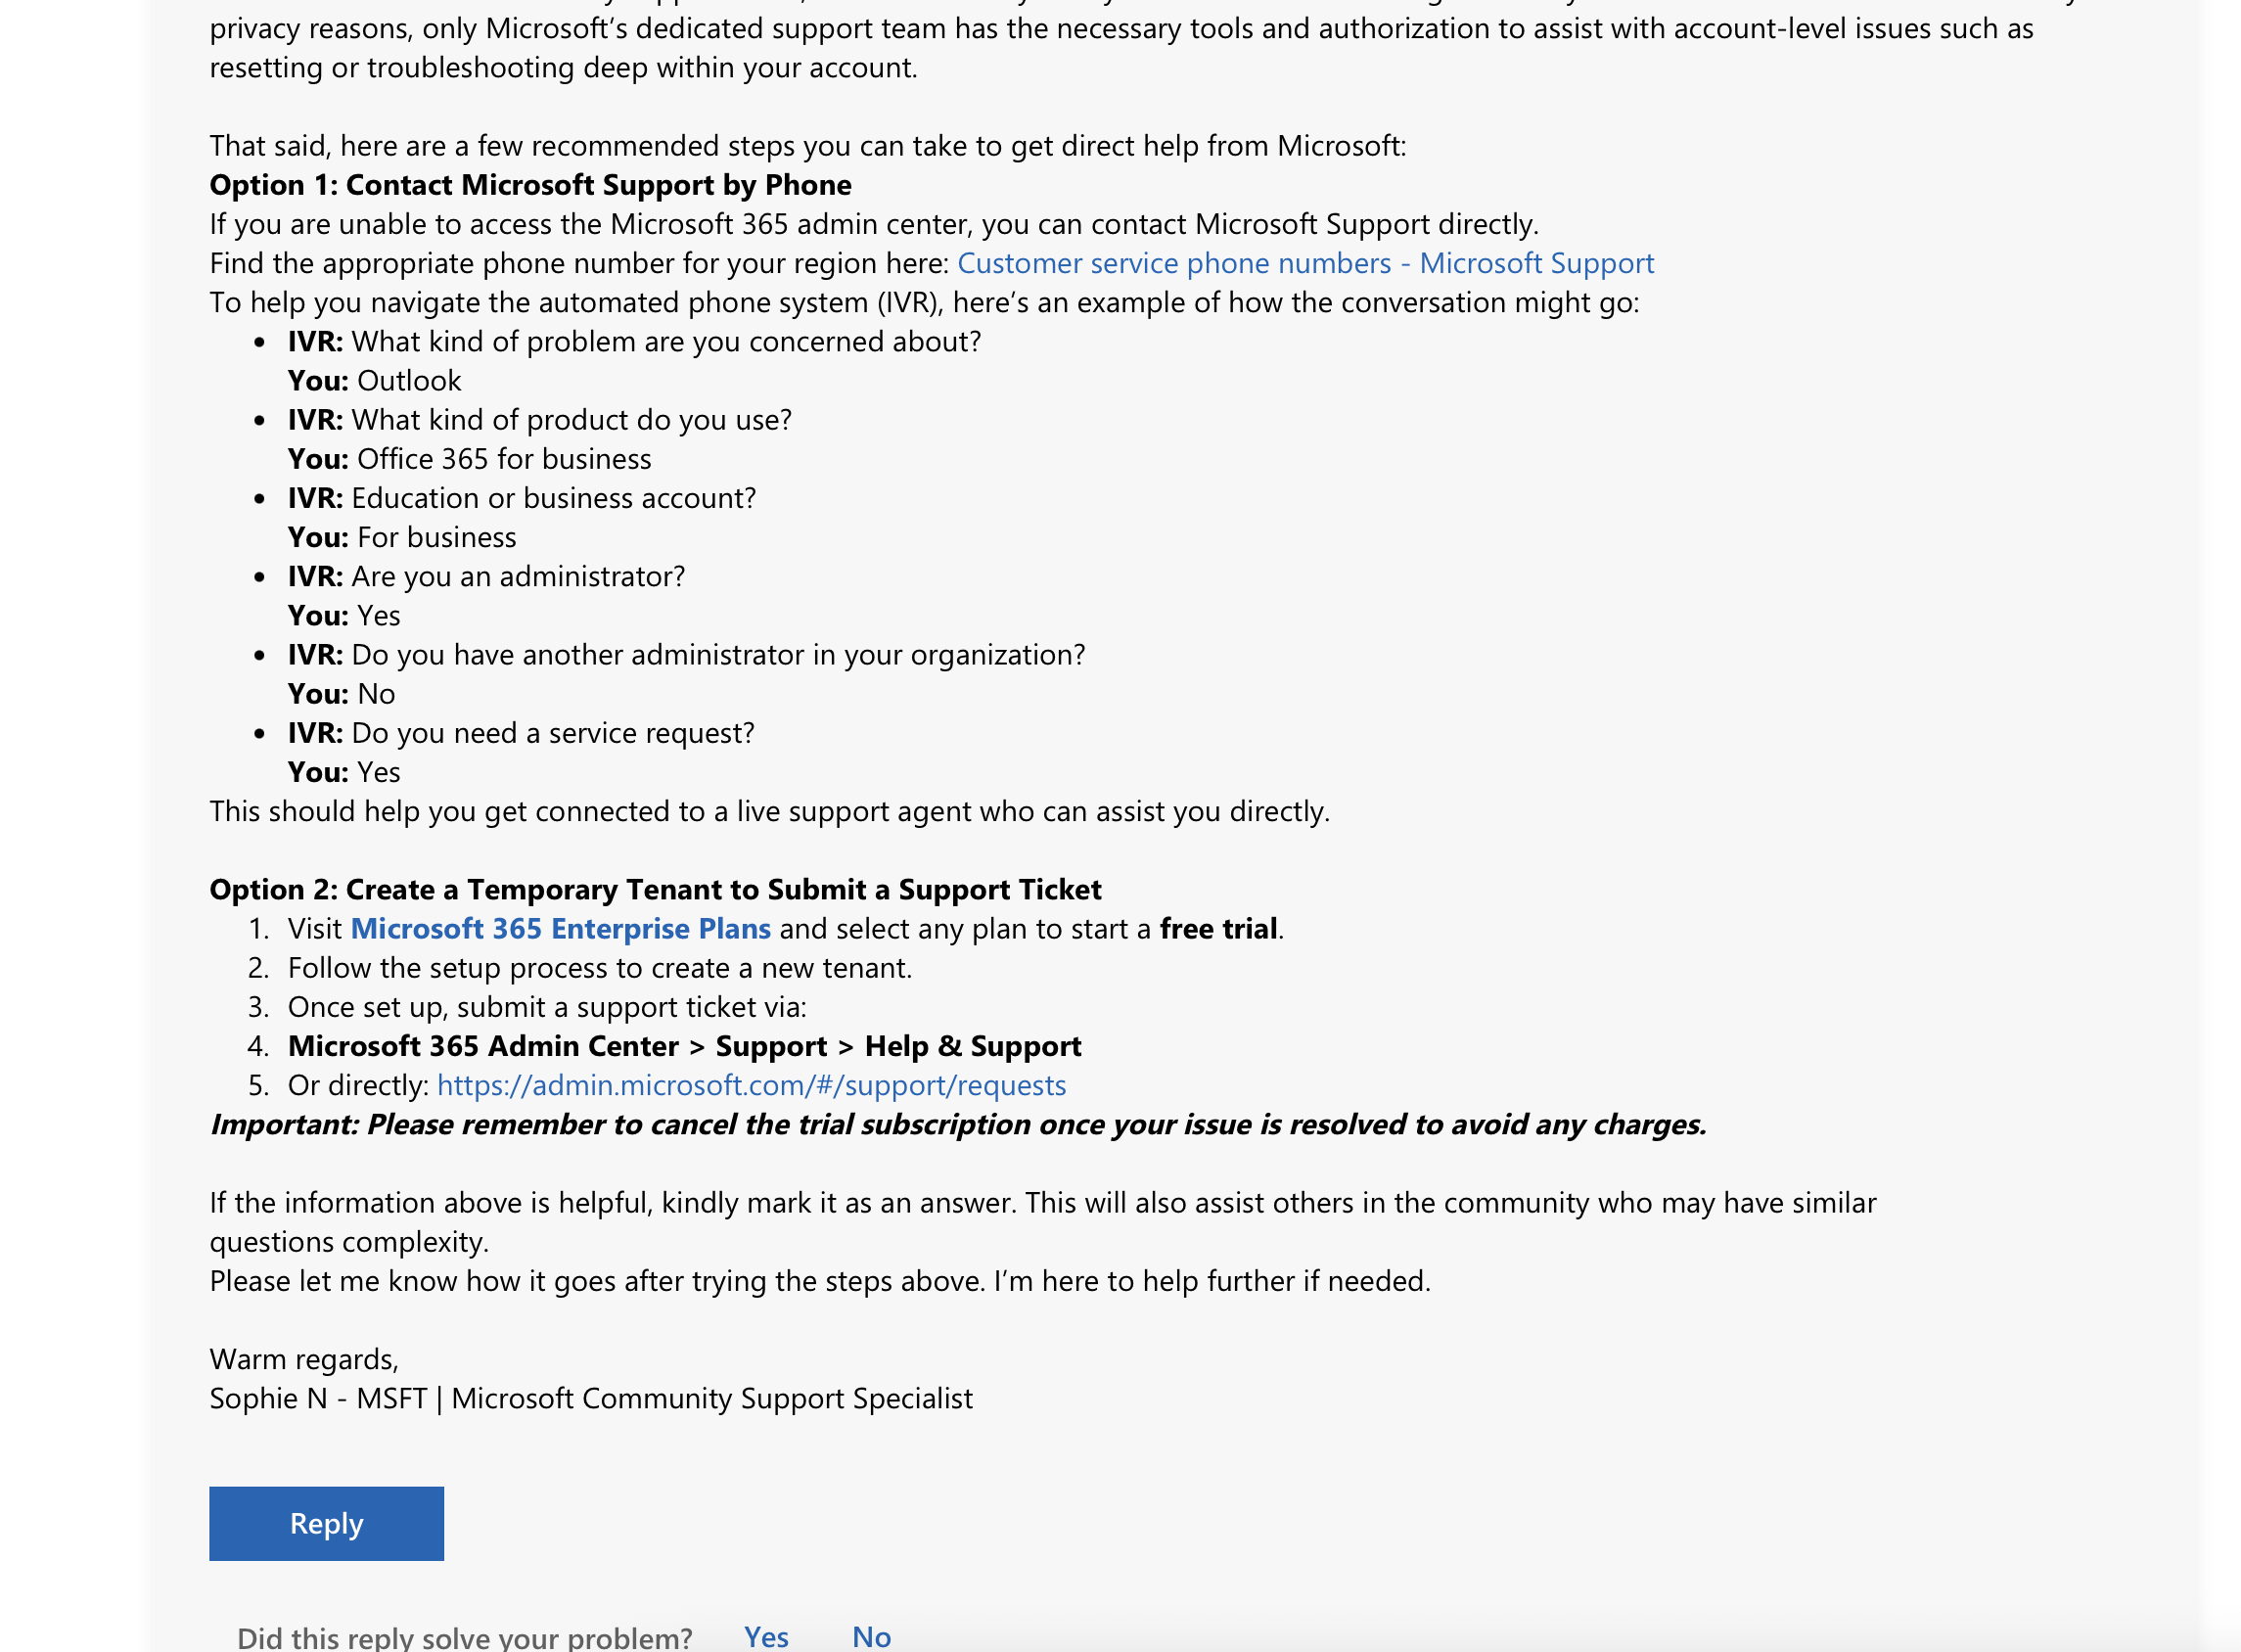 privacy reasons, only Microsoft’s dedicated support team has the necessary tools and authorization to assist with account-level issues such as
resetting or troubleshooting deep within your account.
That said, here are a few recommended steps you can take to get direct help from Microsoft:
Option 1: Contact Microsoft Support by Phone
If you are unable to access the Microsoft 365 admin center, you can contact Microsoft Support directly.
Find the appropriate phone number for your region here: Customer service phone numbers - Microsoft Support
To help you navigate the automated phone system (IVR), here’s an example of how the conversation might go:
• IVR: What kind of problem are you concerned about?
You: Outlook
• IVR: What kind of product do you use?
You: Office 365 for business
• IVR: Education or business account?
You: For business
• IVR: Are you an administrator?
You: Yes
• IVR: Do you have another administrator in your organization?
You: No
• IVR: Do you need a service request?
You: Yes
This should help you get connected to a live support agent who can assist you directly.
Option 2: Create a Temporary Tenant to Submit a Support Ticket
1. Visit Microsoft 365 Enterprise Plans and select any plan to start a free trial.
2. Follow the setup process to create a new tenant.
3. Once set up, submit a support ticket via:
4. Microsoft 365 Admin Center > Support > Help & Support
5. Or directly: https://admin.microsoft.com/#/support/requests
Important: Please remember to cancel the trial subscription once your issue is resolved to avoid any charges.
If the information above is helpful, kindly mark it as an answer. This will also assist others in the community who may have similar
questions complexity.
Please let me know how it goes after trying the steps above. I’m here to help further if needed.
Warm regards,
Sophie N - MSFT | Microsoft Community Support Specialist
Reply
Did this reply solve your problem? Yes No